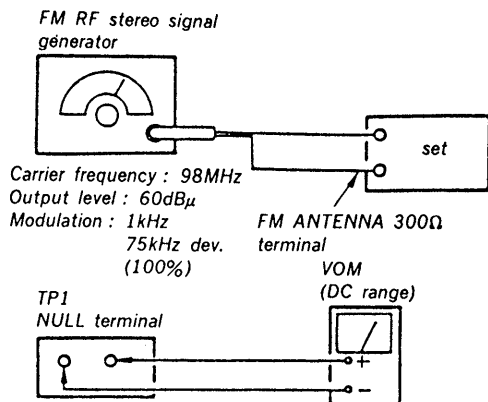 FM RF stereo signal
générator
set
Carrier frequency : 98MHz
Output level : 60dBμ
Modulation : 1kHz
75kHz dev.
(100%)
FM ANTENNA 300Ω
terminal
VOM
(DC range)
TP1
NULL terminal
+
-